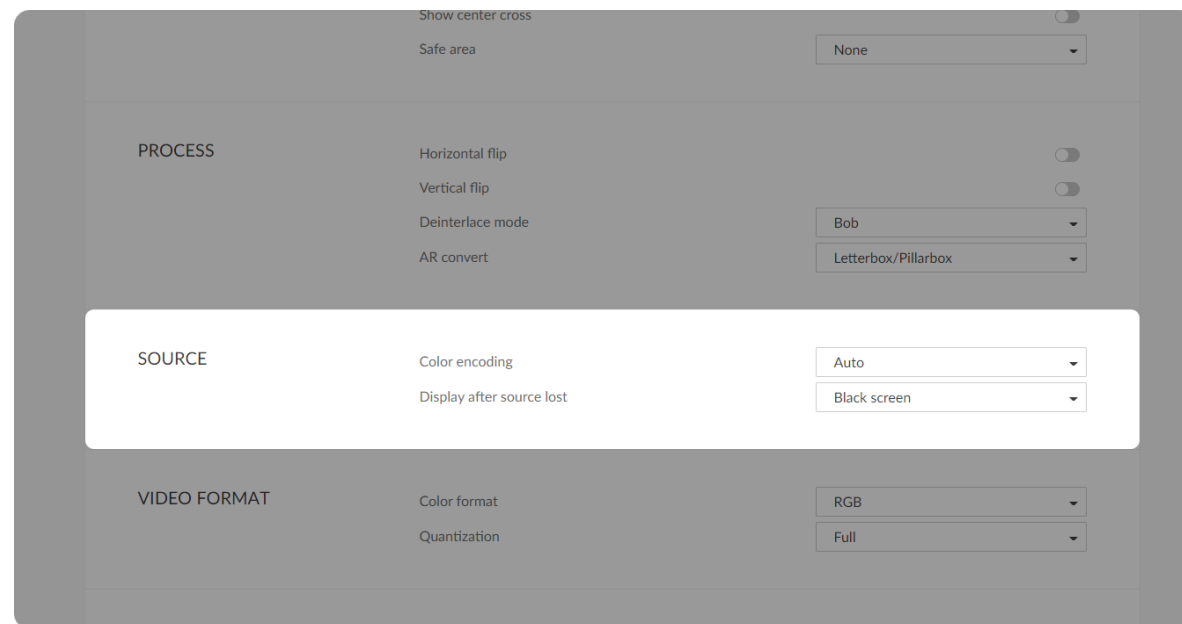 Show center cross
Safe area None
PROCESS Horizontal flip
Vertical flip
Deinterlace mode Bob
AR convert Letterbox/Pillarbox
SOURCE Color encoding Auto
Display after source lost Black screen
VIDEO FORMAT Color format RGB
Quantization Full